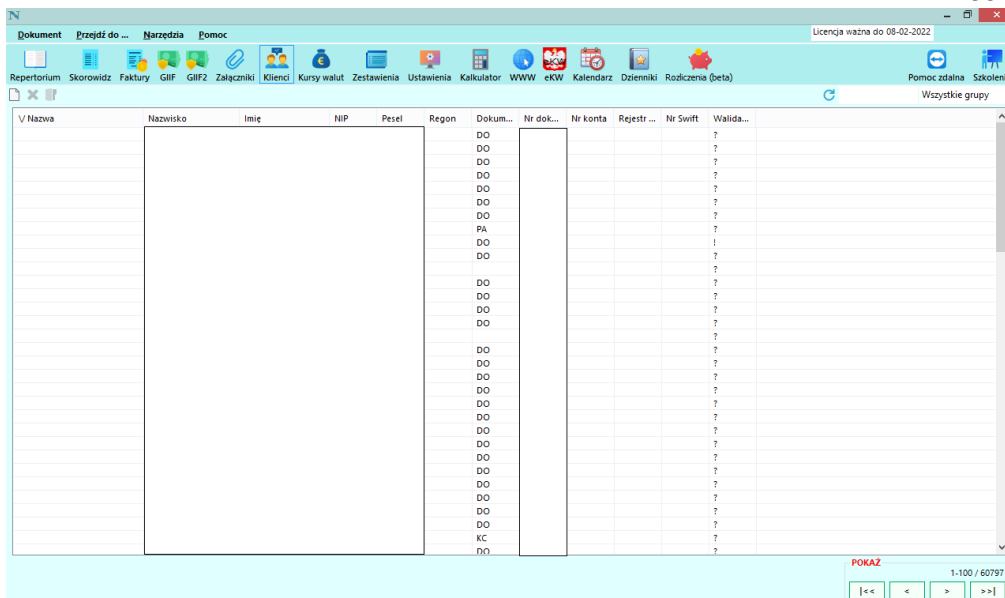 N
Dokument Przejdź do ... Narzędzia Pomoc Licencja ważna do 08-02-2022
eKW
Repertorium Skorowidz Faktury GIIF GIIF2 Załączniki Klienci Kursy walut Zestawienia Ustawienia Kalkulator WWW eKW Kalendarz Dzienniki Rozliczenia (beta) Pomoc zdalna Szkoleni
Wszystkie grupy
Nazwa Nazwisko Imię NIP Pesel Regon Dokum... Nr dok... Nr konta Rejestr ... Nr Swift Walida...
DO ?
DO ?
DO ?
DO ?
DO ?
DO ?
DO ?
PA ?
DO !
DO ?
?
DO ?
DO ?
DO ?
DO ?
?
DO ?
DO ?
DO ?
DO ?
DO ?
DO ?
DO ?
DO ?
DO ?
DO ?
DO ?
DO ?
DO ?
DO ?
KC ?
DO ?
POKAŻ
1-100 / 60797
|<< < > >>|